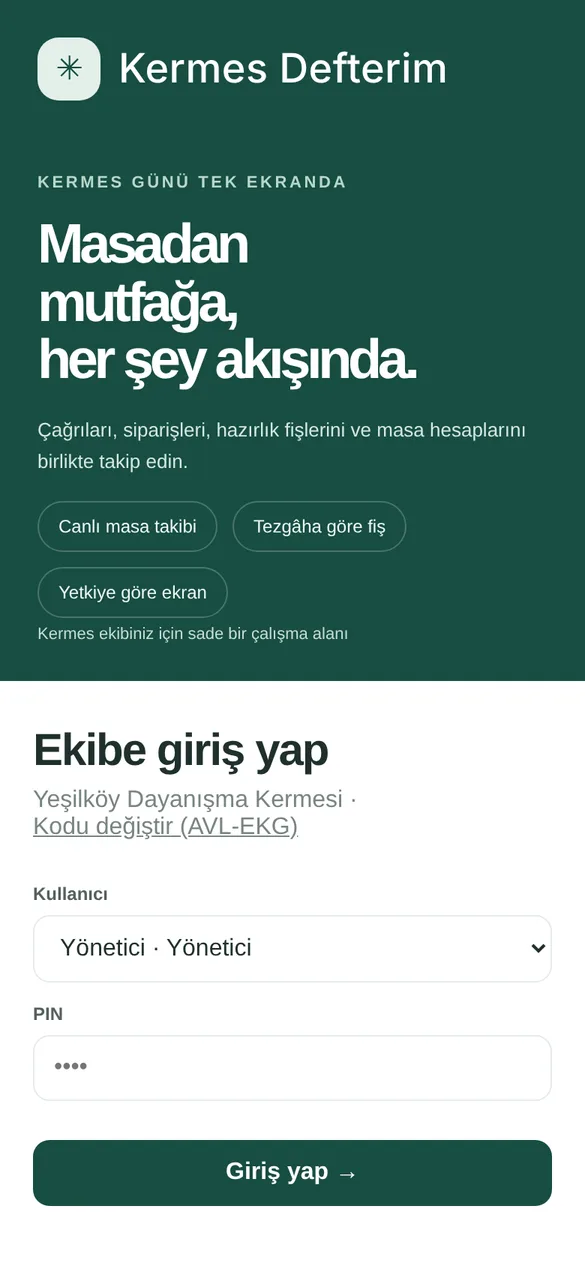 Kermes Defterim
KERMES GÜNÜ TEK EKRANDA
Masadan
mutfağa,
her şey akışında.
Çağrıları, siparişleri, hazırlık fişlerini ve masa hesaplarını
birlikte takip edin.
Canlı masa takibi
Tezgâha göre fiş
Yetkiye göre ekran
Kermes ekibiniz için sade bir çalışma alanı
Ekibe giriş yap
Yeşilköy Dayanışma Kermesi ·
Kodu değiştir (AVL-EKG)
Kullanıcı
Yönetici · Yönetici
PIN
••••
Giriş yap →